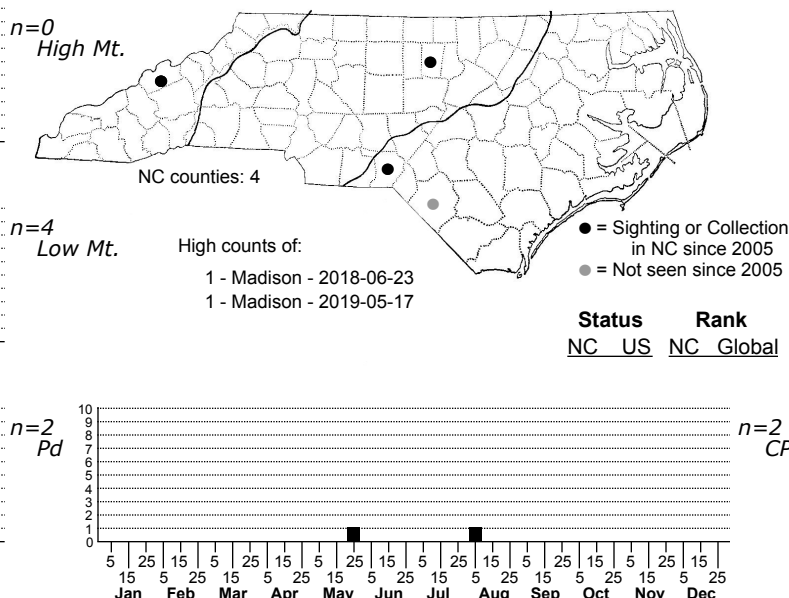 n=0
High Mt.
NC counties: 4
n=4
Low Mt.
High counts of:
1 - Madison - 2018-06-23
1 - Madison - 2019-05-17
● = Sighting or Collection
in NC since 2005
● = Not seen since 2005
Status Rank
NC US NC Global
n=2
Pd
10
9
8
7
6
5
4
3
2
1
0
n=2
CP
5 25 15 5 25 15 5 25 15 5 25 15 5 25 15 5 25 15
15 5 25 15 5 25 15 5 25 15 5 25 15 5 25 15 5 25
Jan Feb Mar Apr May Jun Jul Aug Sep Oct Nov Dec